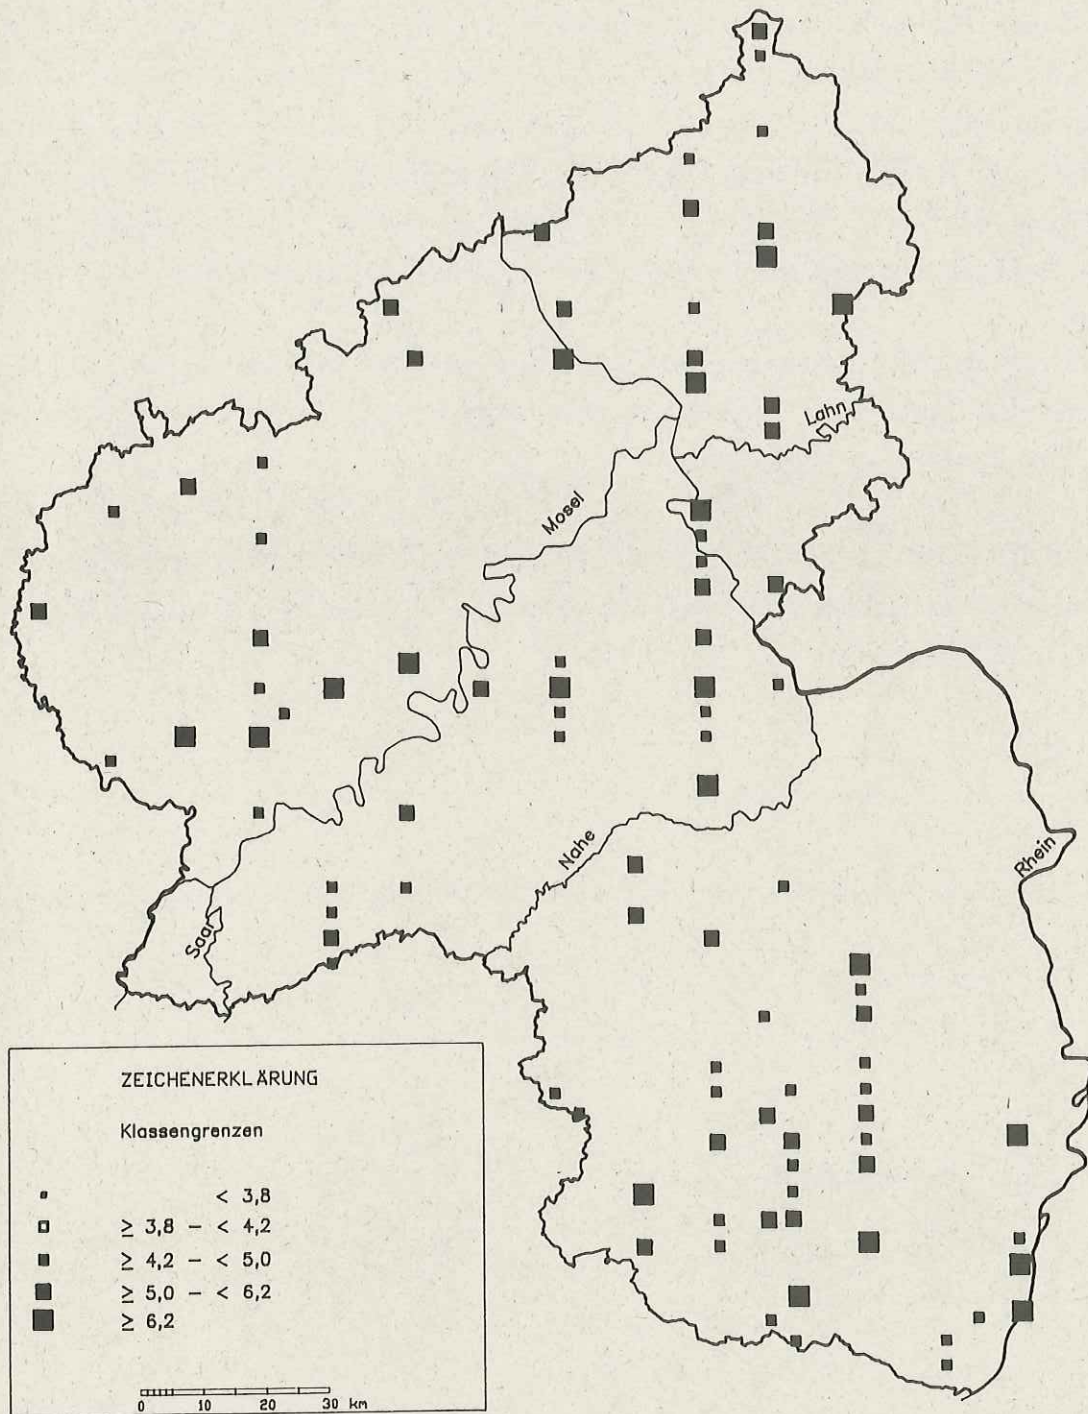 Lahn
Mosel
Nahe
Rhein
Saar
ZEICHENERKLÄRUNG
Klassengrenzen
< 3,8
≥ 3,8 – < 4,2
≥ 4,2 – < 5,0
≥ 5,0 – < 6,2
≥ 6,2
0 10 20 30 km